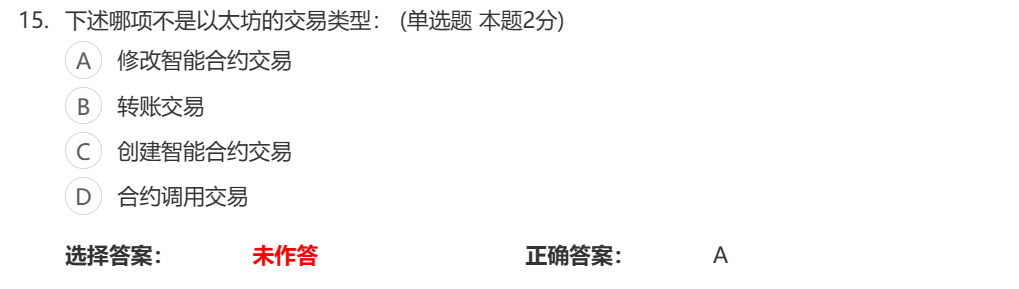 15. 下述哪项不是以太坊的交易类型： (单选题 本题2分)
A 修改智能合约交易
B 转账交易
C 创建智能合约交易
D 合约调用交易
选择答案： 未作答 正确答案： A